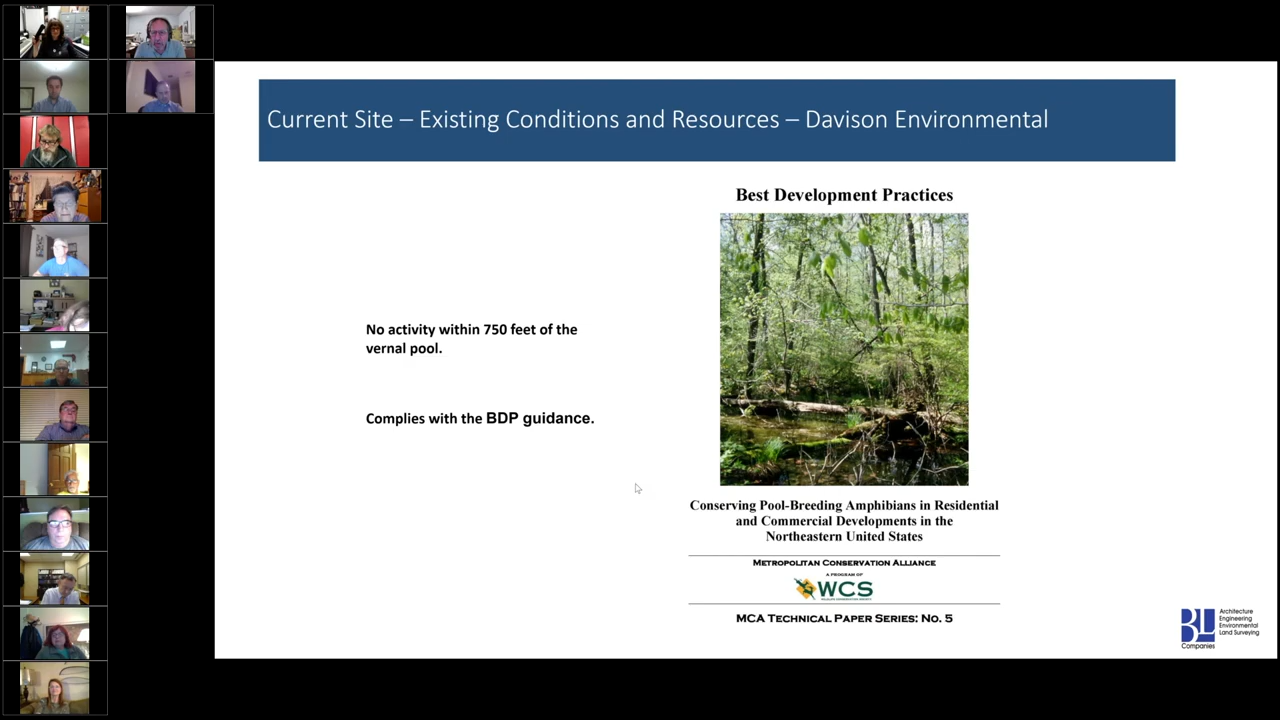 Current Site – Existing Conditions and Resources – Davison Environmental
No activity within 750 feet of the
vernal pool.
Complies with the BDP guidance.
Best Development Practices
Conserving Pool-Breeding Amphibians in Residential
and Commercial Developments in the
Northeastern United States
METROPOLITAN CONSERVATION ALLIANCE
A PROGRAM OF
WCS
WILDLIFE CONSERVATION SOCIETY
MCA TECHNICAL PAPER SERIES: NO. 5
BL
Companies
Architecture
Engineering
Environmental
Land Surveying